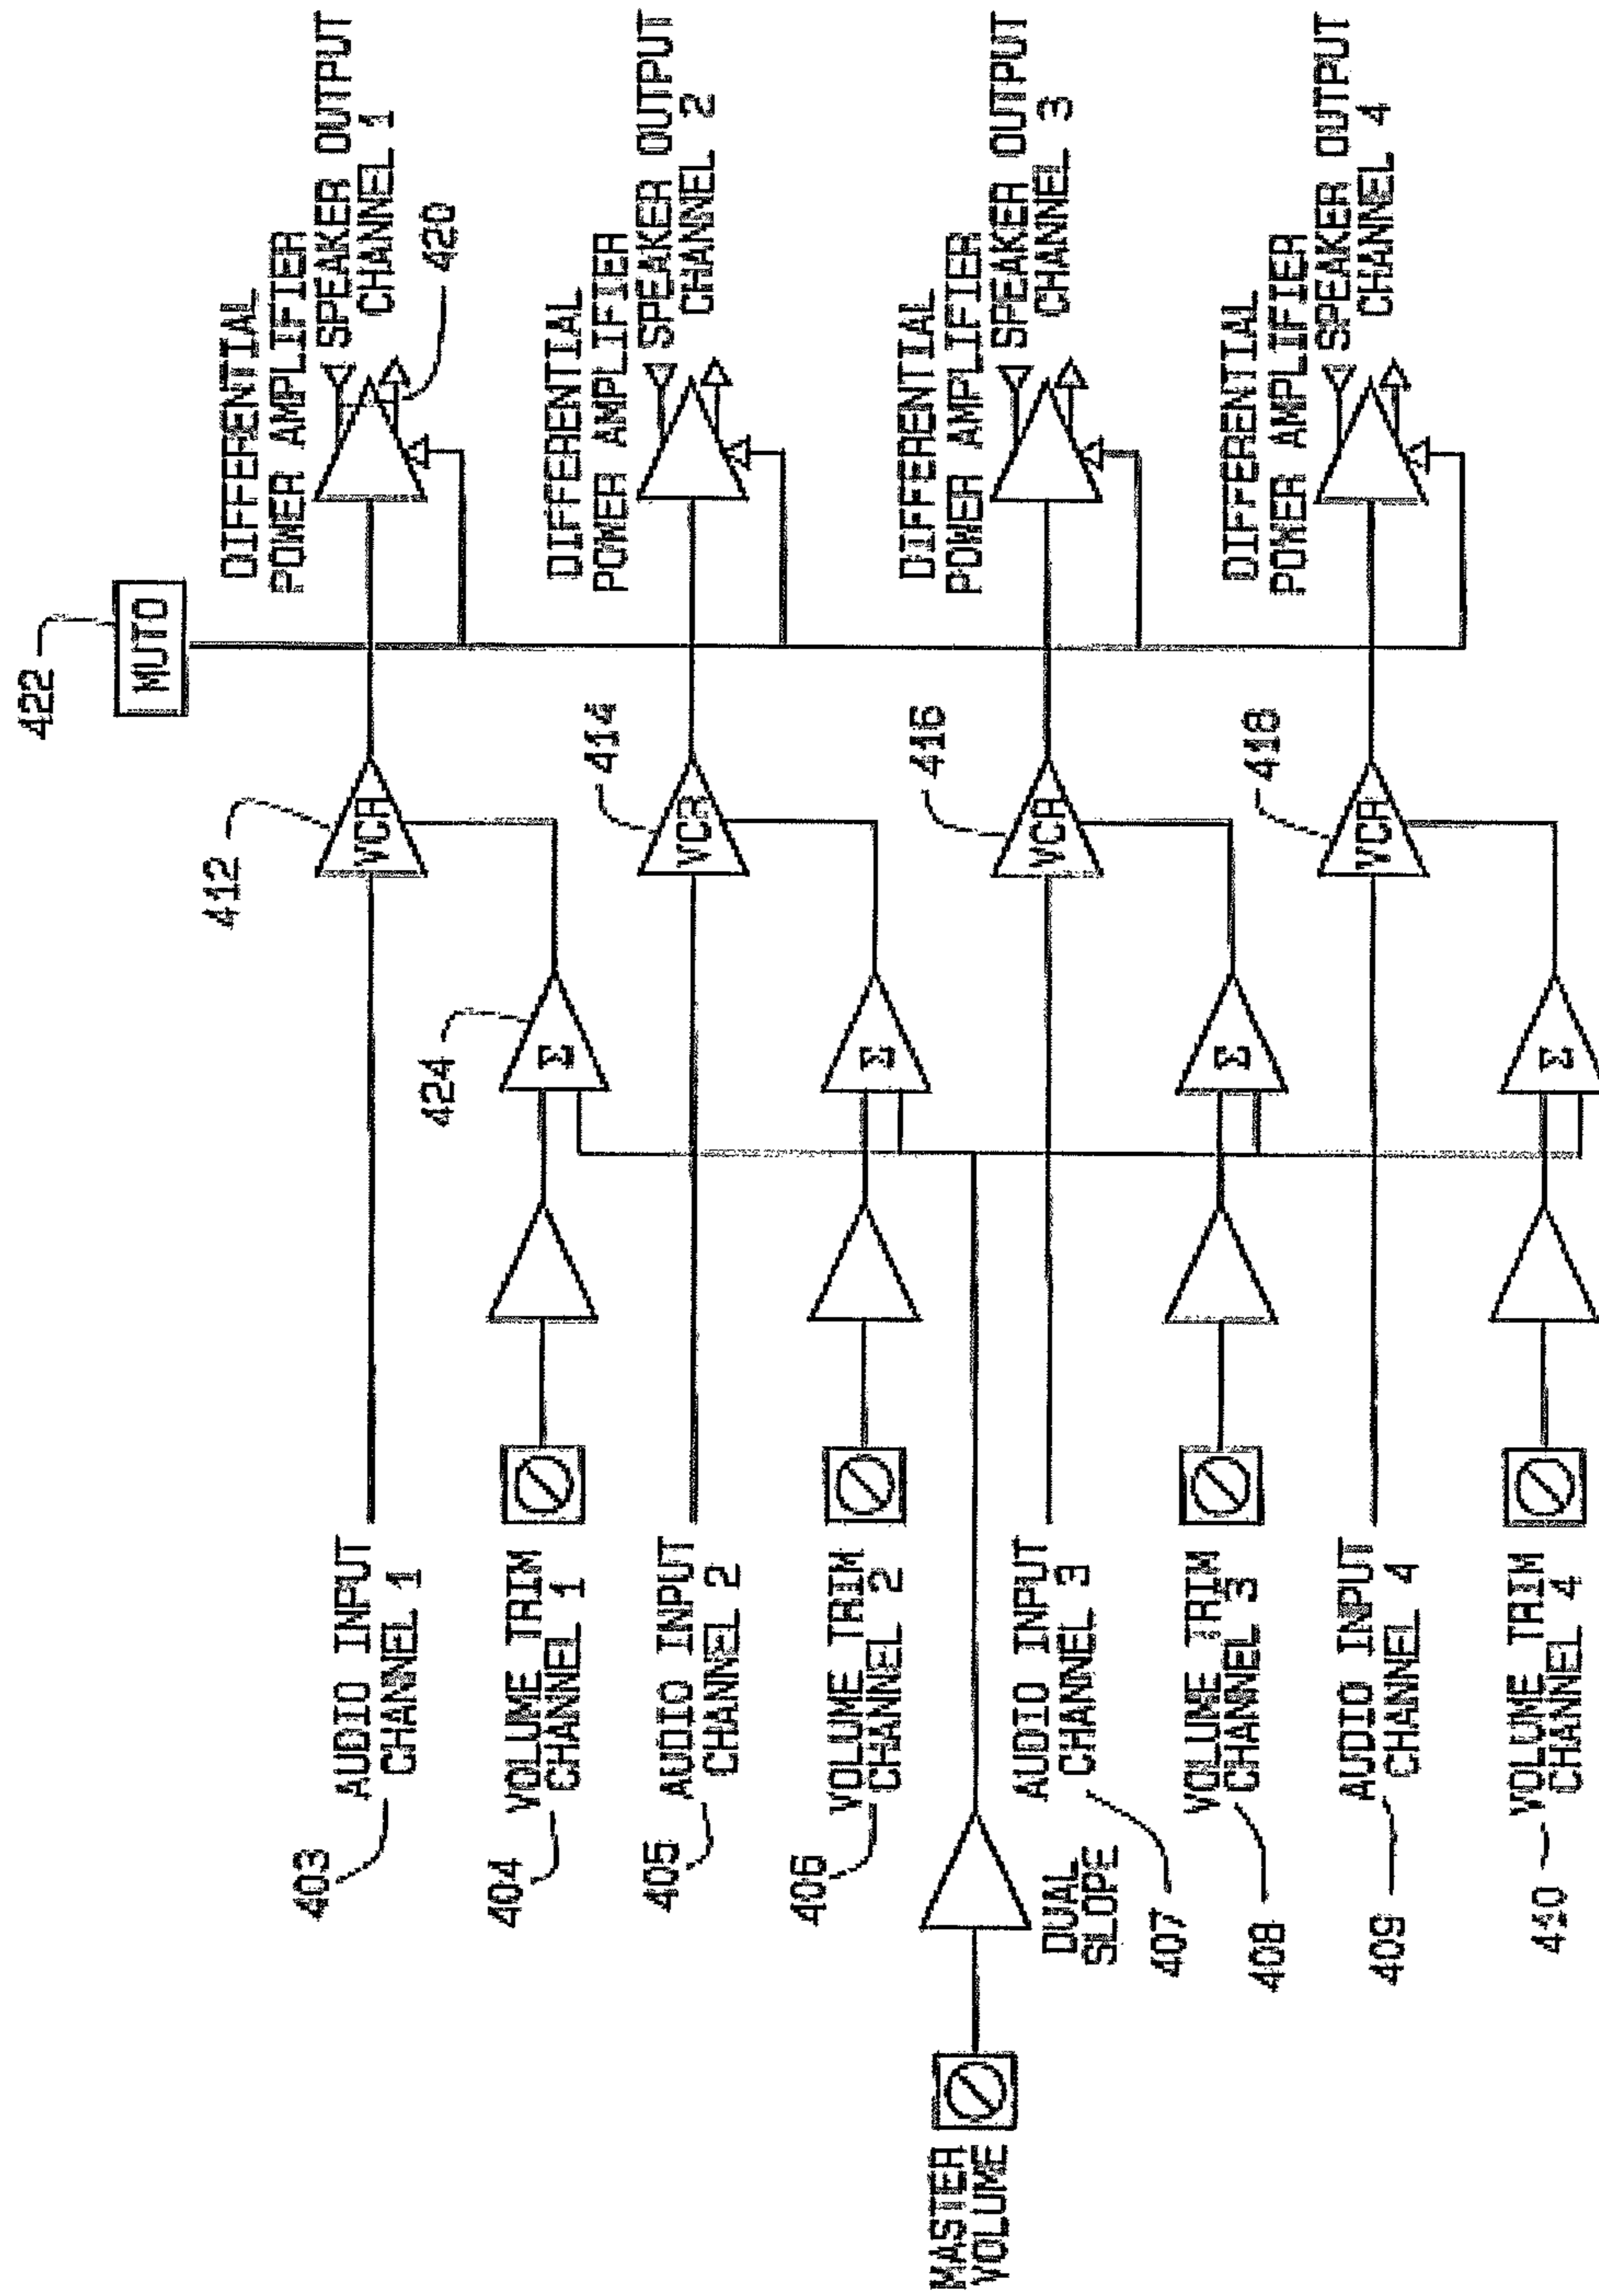 422
MUTO
DIFFERENTIAL
POWER AMPLIFIER
SPEAKER OUTPUT
CHANNEL 1
420
412
VCA
424
Σ
AUDIO INPUT
CHANNEL 1
403
VOLUME TRIM
CHANNEL 1
404
DIFFERENTIAL
POWER AMPLIFIER
SPEAKER OUTPUT
CHANNEL 2
414
VCA
Σ
AUDIO INPUT
CHANNEL 2
405
VOLUME TRIM
CHANNEL 2
406
MASTER
VOLUME
DUAL
SLOPE
DIFFERENTIAL
POWER AMPLIFIER
SPEAKER OUTPUT
CHANNEL 3
416
VCA
Σ
AUDIO INPUT
CHANNEL 3
407
VOLUME TRIM
CHANNEL 3
408
DIFFERENTIAL
POWER AMPLIFIER
SPEAKER OUTPUT
CHANNEL 4
418
VCA
Σ
AUDIO INPUT
CHANNEL 4
409
VOLUME TRIM
CHANNEL 4
410